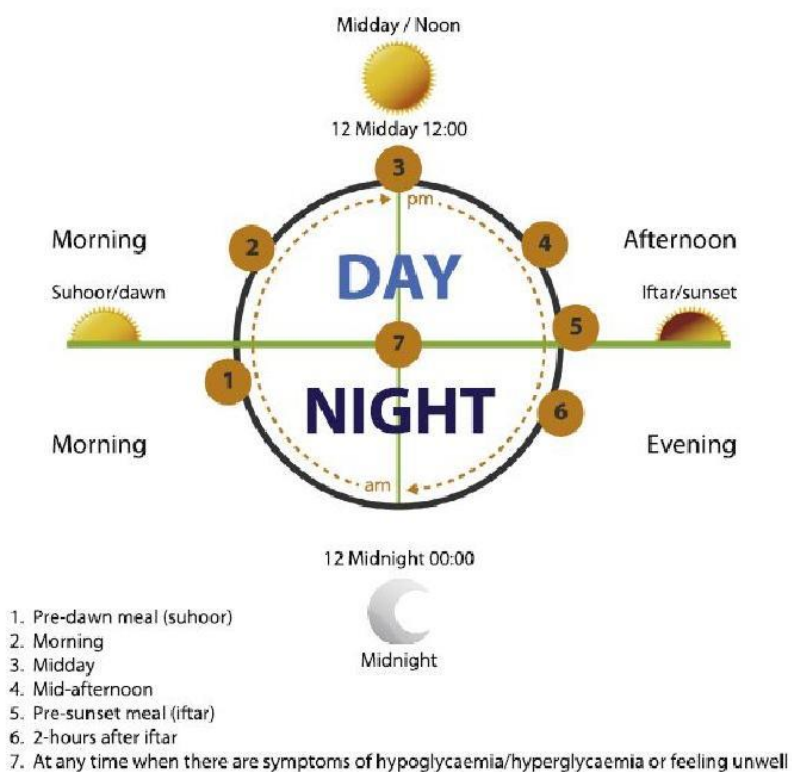 Midday / Noon
12 Midday 12:00
3
pm
2
4
Morning
Afternoon
DAY
Suhoor/dawn
Iftar/sunset
5
7
1
NIGHT
6
Morning
Evening
am
12 Midnight 00:00
Midnight
1. Pre-dawn meal (suhoor)
2. Morning
3. Midday
4. Mid-afternoon
5. Pre-sunset meal (iftar)
6. 2-hours after iftar
7. At any time when there are symptoms of hypoglycaemia/hyperglycaemia or feeling unwell